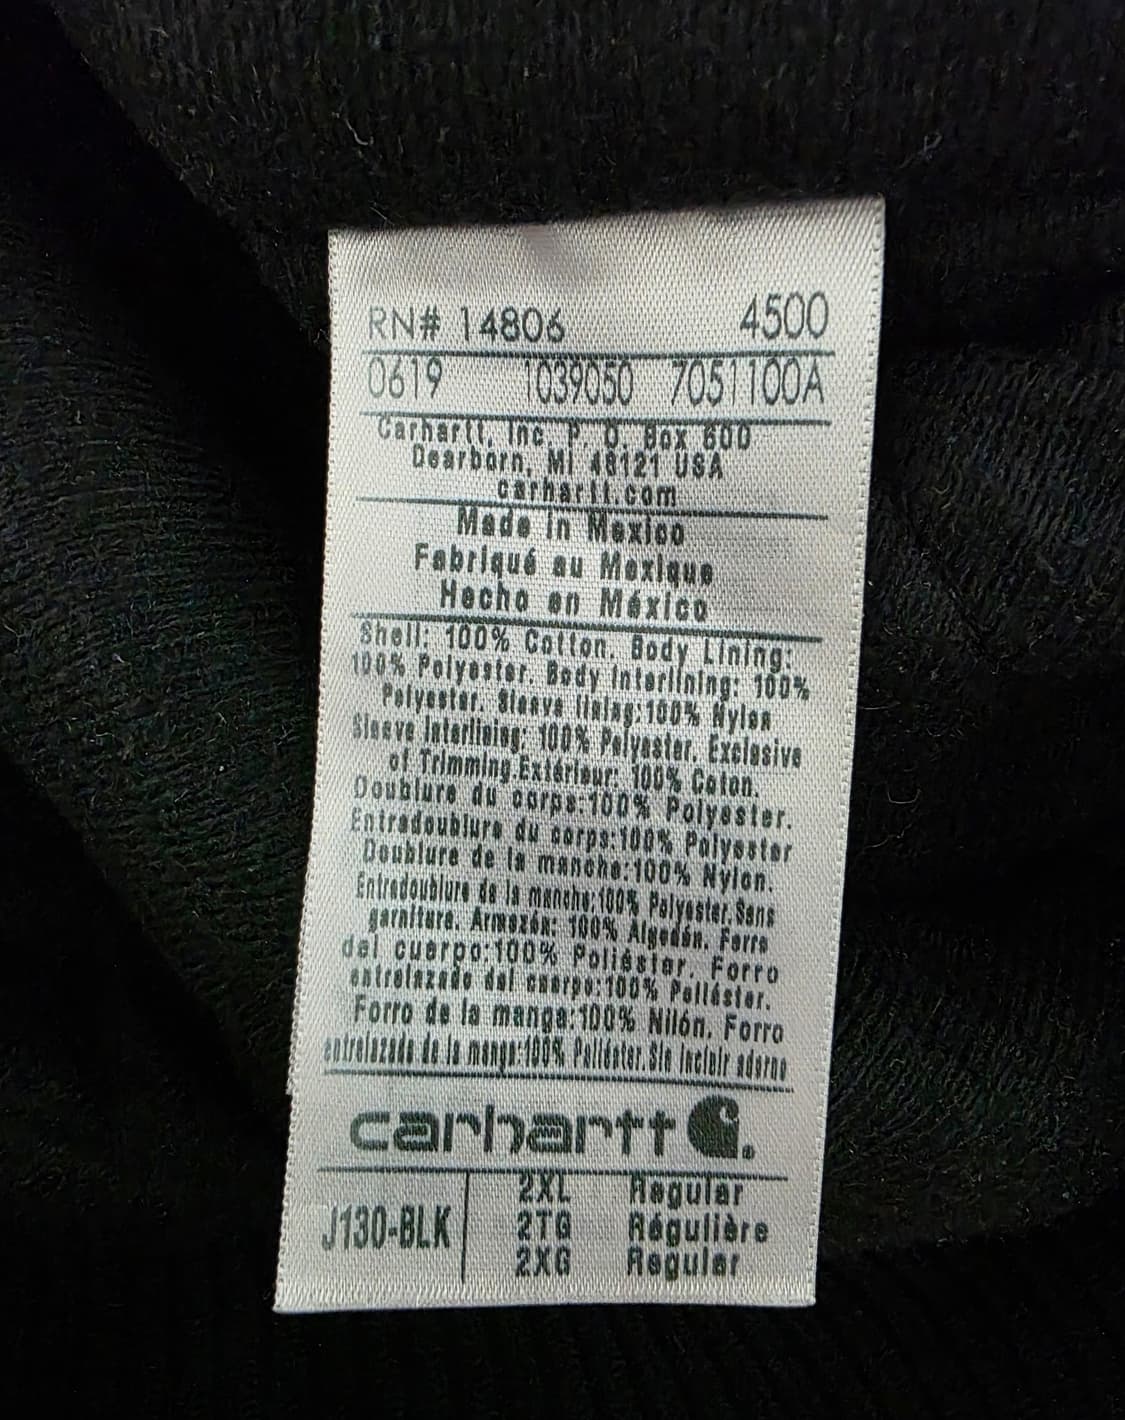 RN# 14806 4500
0619 1039050 7051100A
Carhartt, Inc. P. O. Box 600
Dearborn, MI 48121 USA
carhartt.com
Made in Mexico
Fabriqué au Mexique
Hecho en México
Shell: 100% Cotton. Body Lining:
100% Polyester. Body Interlining: 100%
Polyester. Sleeve lining:100% Nylon
Sleeve Interlining: 100% Polyester. Exclusive
of Trimming.Extérieur: 100% Coton.
Doublure du corps:100% Polyester.
Entredoublure du corps:100% Polyester
Doublure de la manche:100% Nylon.
Entredoublure de la manche:100% Polyester.Sans
garniture. Armazón: 100% Algodón. Forro
del cuerpo:100% Poliéster. Forro
entrelazado del cuerpo:100% Poliéster.
Forro de la manga:100% Nilón. Forro
entrelazado de la manga:100% Poliéster.Sin incluir adorno
carhartt
J130-BLK
2XL Regular
2TG Régulière
2XG Regular